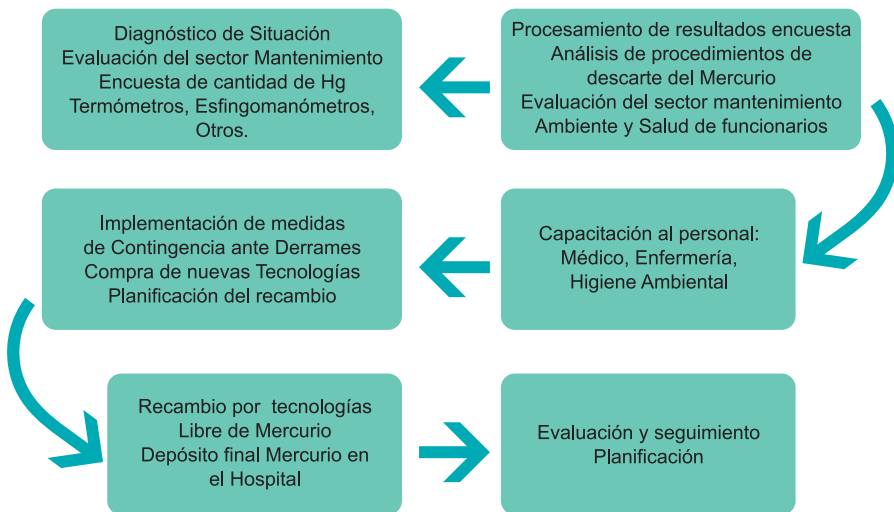 Diagnóstico de Situación
Evaluación del sector Mantenimiento
Encuesta de cantidad de Hg
Termómetros, Esfingomanómetros,
Otros.
Procesamiento de resultados encuesta
Análisis de procedimientos de
descarte del Mercurio
Evaluación del sector mantenimiento
Ambiente y Salud de funcionarios
Implementación de medidas
de Contingencia ante Derrames
Compra de nuevas Tecnologías
Planificación del recambio
Capacitación al personal:
Médico, Enfermería,
Higiene Ambiental
Recambio por tecnologías
Libre de Mercurio
Depósito final Mercurio en
el Hospital
Evaluación y seguimiento
Planificación